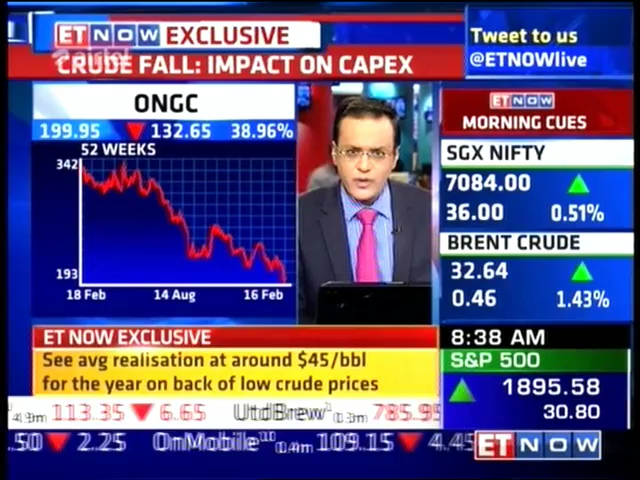 ET NOW EXCLUSIVE
airtel
CRUDE FALL: IMPACT ON CAPEX
Tweet to us
@ETNOWlive
ONGC
199.95 132.65 38.96%
52 WEEKS
342
193
18 Feb 14 Aug 16 Feb
ET NOW
MORNING CUES
SGX NIFTY
7084.00
36.00 0.51%
BRENT CRUDE
32.64
0.46 1.43%
ET NOW EXCLUSIVE
See avg realisation at around $45/bbl
for the year on back of low crude prices
8:38 AM
S&P 500
1895.58
30.80
113.35 6.65 UtdBrew 785.95
.50 2.25 OnMobile 109.15 4.45
ET NOW